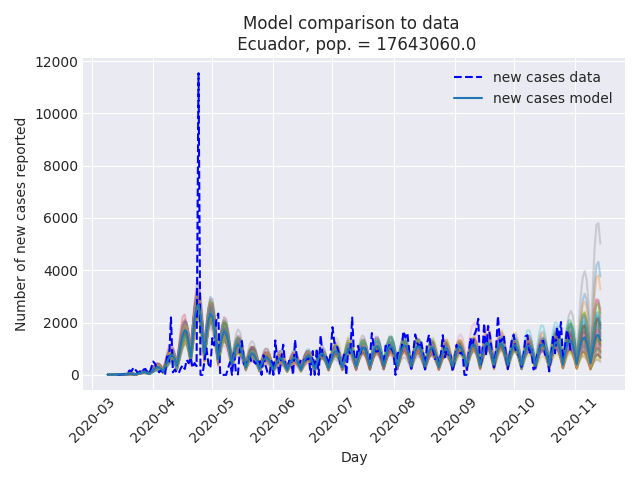 Model comparison to data
Ecuador, pop. = 17643060.0
new cases data
new cases model
Number of new cases reported
12000
10000
8000
6000
4000
2000
0
2020-03
2020-04
2020-05
2020-06
2020-07
2020-08
2020-09
2020-10
2020-11
Day